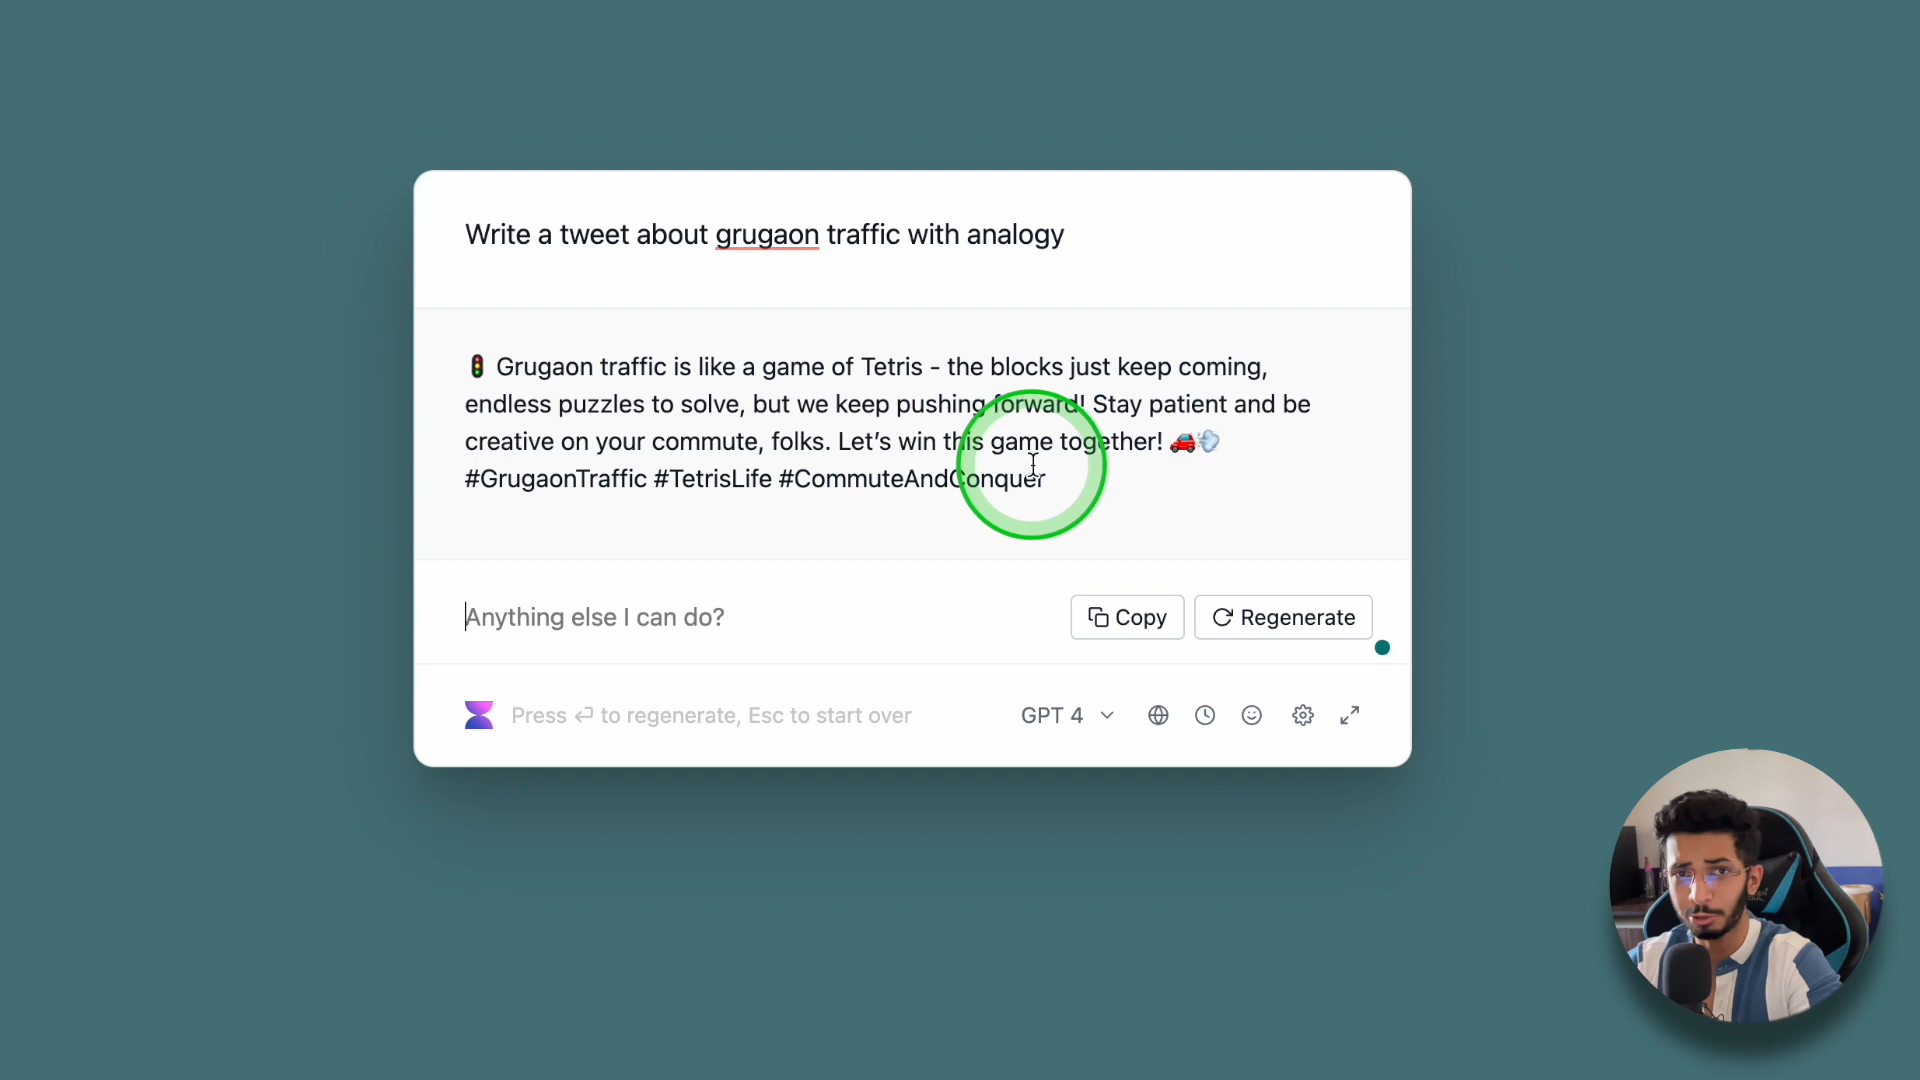 Write a tweet about grugaon traffic with analogy
🚦 Grugaon traffic is like a game of Tetris - the blocks just keep coming,
endless puzzles to solve, but we keep pushing forward! Stay patient and be
creative on your commute, folks. Let’s win this game together! 🚗💨
#GrugaonTraffic #TetrisLife #CommuteAndConquer
Anything else I can do?
Copy
Regenerate
Press ↩ to regenerate, Esc to start over
GPT 4